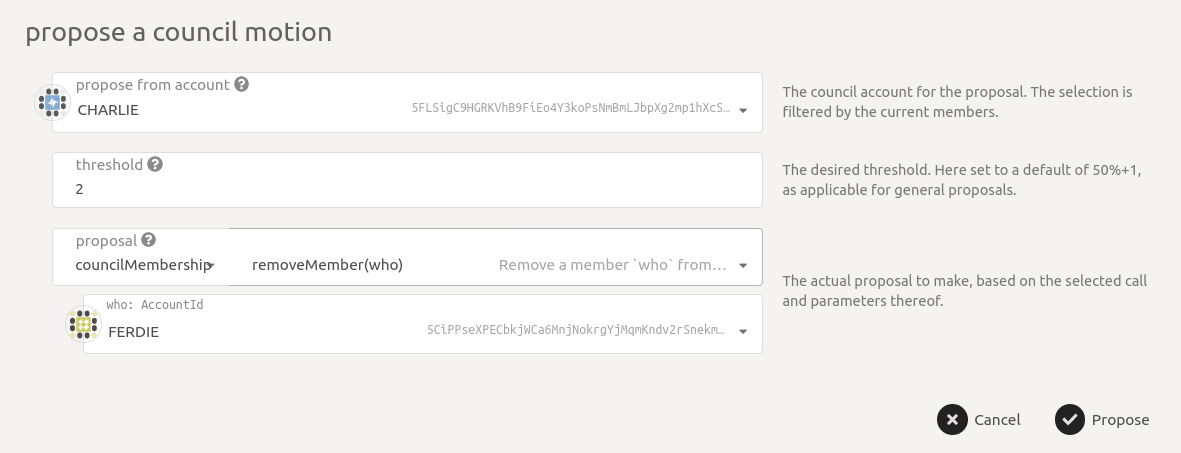 propose a council motion
propose from account ?
CHARLIE 5FLSigC9HGRKVhB9FiEo4Y3koPsNmBmLJbpXg2mp1hXcS…
The council account for the proposal. The selection is
filtered by the current members.
threshold ?
2
The desired threshold. Here set to a default of 50%+1,
as applicable for general proposals.
proposal ?
councilMembership removeMember(who) Remove a member `who` from…
The actual proposal to make, based on the selected call
and parameters thereof.
who: AccountId
FERDIE 5CiPPseXPECbkjWCa6MnjNokrgYjMqmKndv2rSnekm…
Cancel Propose